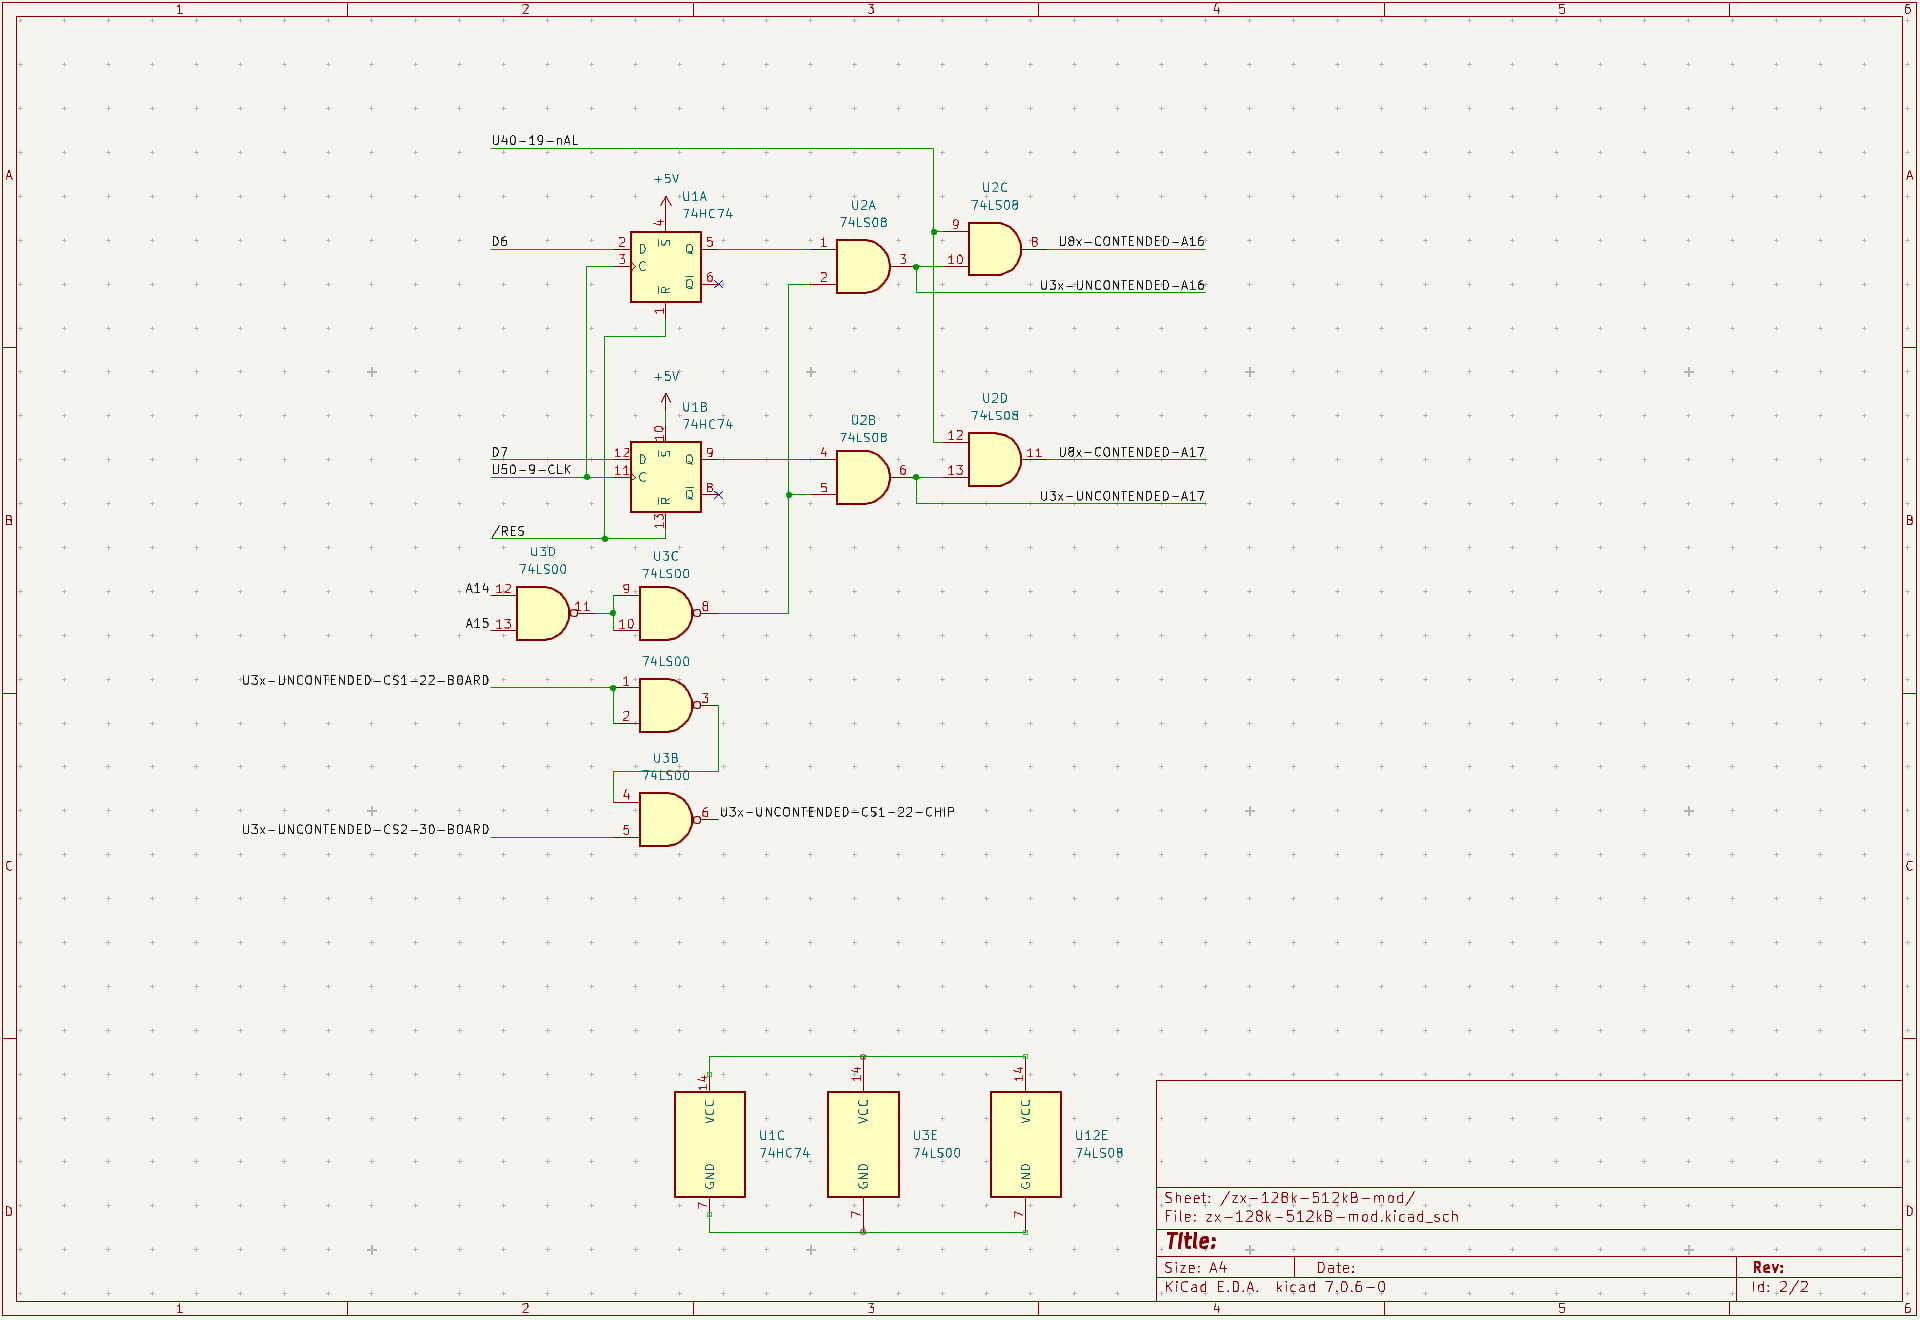 1 2 3 4 5 6
A A
B B
C C
D D
U40-19-nAL
+5V
U1A
74HC74
D6
2 D
3 C
4 S
Q 5
Q 6
R 1
U2A
74LS08
1
2
3
U2C
74LS08
9
10
8
U8x-CONTENDED-A16
U3x-UNCONTENDED-A16
+5V
U1B
74HC74
D7
U50-9-CLK
12 D
11 C
10 S
Q 9
Q 8
R 13
/RES
U2B
74LS08
4
5
6
U2D
74LS08
12
13
11
U8x-CONTENDED-A17
U3x-UNCONTENDED-A17
U3D
74LS00
A14 12
A15 13
11
U3C
74LS00
9
10
8
74LS00
U3x-UNCONTENDED-CS1-22-BOARD
1
2
3
U3B
74LS00
4
5
6
U3x-UNCONTENDED-CS1-22-CHIP
U3x-UNCONTENDED-CS2-30-BOARD
14
VCC
GND
7
U1C
74HC74
14
VCC
GND
7
U3E
74LS00
14
VCC
GND
7
U12E
74LS08
Sheet: /zx-128k-512kB-mod/
File: zx-128k-512kB-mod.kicad_sch
Title:
Size: A4 Date: Rev:
KiCad E.D.A. kicad 7.0.6-0 Id: 2/2
1 2 3 4 5 6